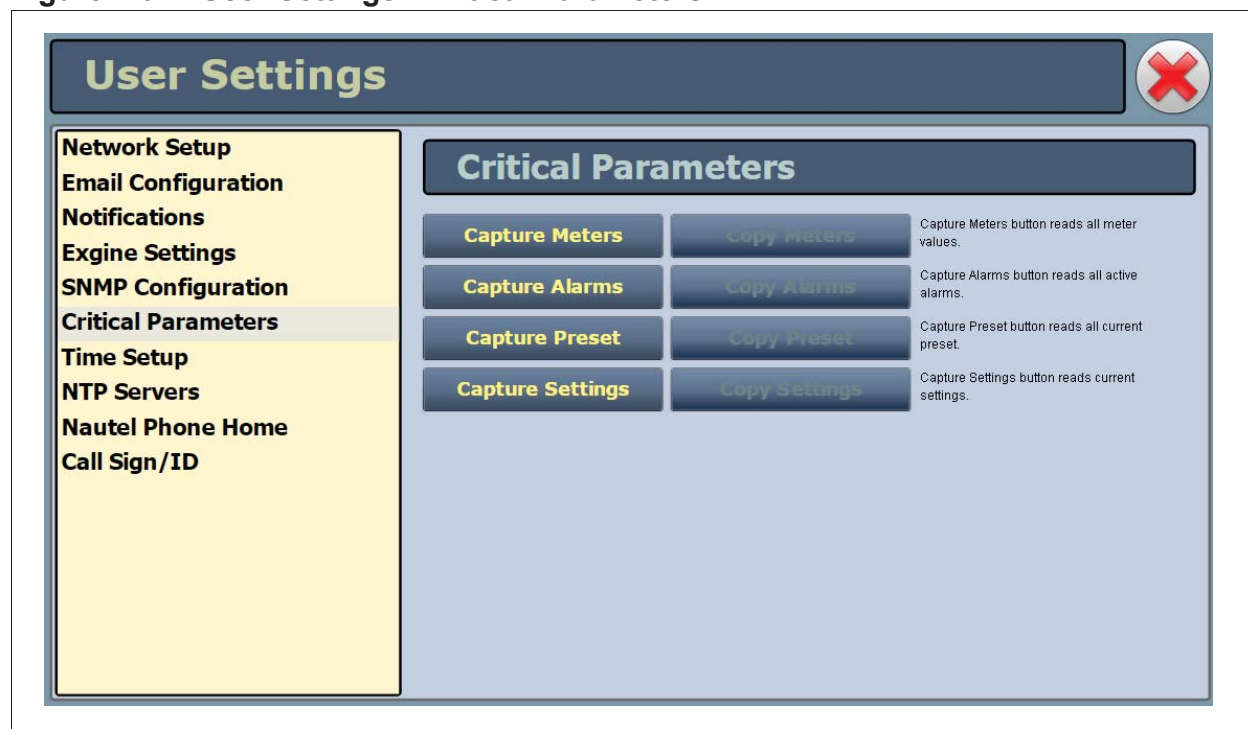 User Settings
Network Setup
Email Configuration
Notifications
Exgine Settings
SNMP Configuration
Critical Parameters
Time Setup
NTP Servers
Nautel Phone Home
Call Sign/ID
Critical Parameters
Capture Meters
Copy Meters
Capture Meters button reads all meter
values.
Capture Alarms
Copy Alarms
Capture Alarms button reads all active
alarms.
Capture Preset
Copy Preset
Capture Preset button reads all current
preset.
Capture Settings
Copy Settings
Capture Settings button reads current
settings.